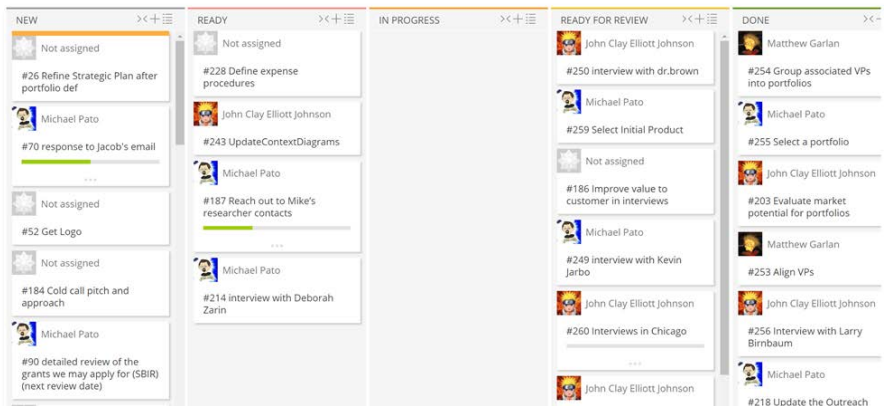 NEW
Not assigned
#26 Refine Strategic Plan after
portfolio def
Michael Pato
#70 response to Jacob's email
Not assigned
#52 Get Logo
Not assigned
#184 Cold call pitch and
approach
Michael Pato
#90 detailed review of the
grants we may apply for (SBIR)
(next review date)
READY
Not assigned
#228 Define expense
procedures
John Clay Elliott Johnson
#243 UpdateContextDiagrams
Michael Pato
#187 Reach out to Mike's
researcher contacts
Michael Pato
#214 interview with Deborah
Zarin
IN PROGRESS
READY FOR REVIEW
John Clay Elliott Johnson
#250 interview with dr.brown
Michael Pato
#259 Select Initial Product
Not assigned
#186 Improve value to
customer in interviews
Michael Pato
#249 interview with Kevin
Jarbo
John Clay Elliott Johnson
#260 Interviews in Chicago
John Clay Elliott Johnson
DONE
Matthew Garlan
#254 Group associated VPs
into portfolios
Michael Pato
#255 Select a portfolio
John Clay Elliott Johnson
#203 Evaluate market
potential for portfolios
Matthew Garlan
#253 Align VPs
John Clay Elliott Johnson
#256 Interview with Larry
Birnbaum
Michael Pato
#218 Update the Outreach